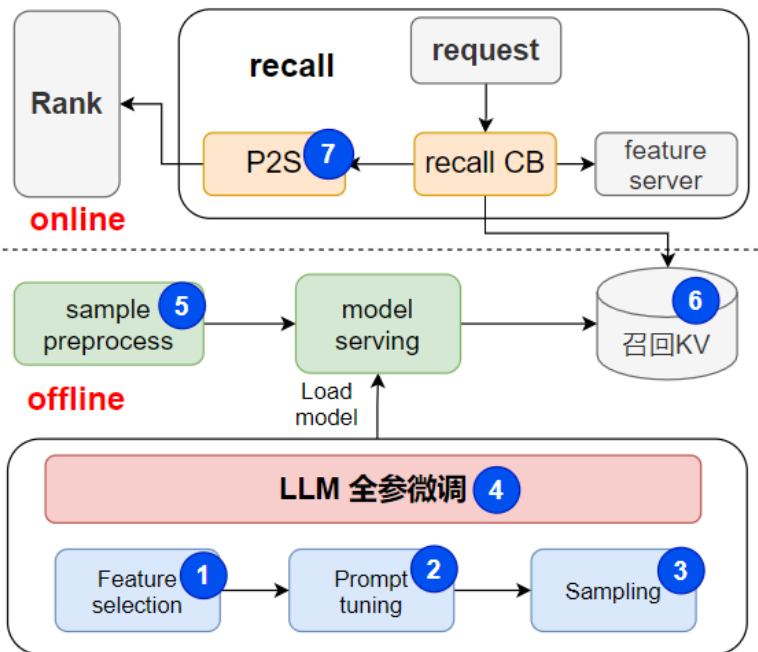 recall
request
Rank
P2S
7
recall CB
feature
server
online
sample
preprocess
5
model
serving
6
召回KV
offline
Load
model
LLM 全参微调
4
Feature
selection
1
Prompt
tuning
2
Sampling
3